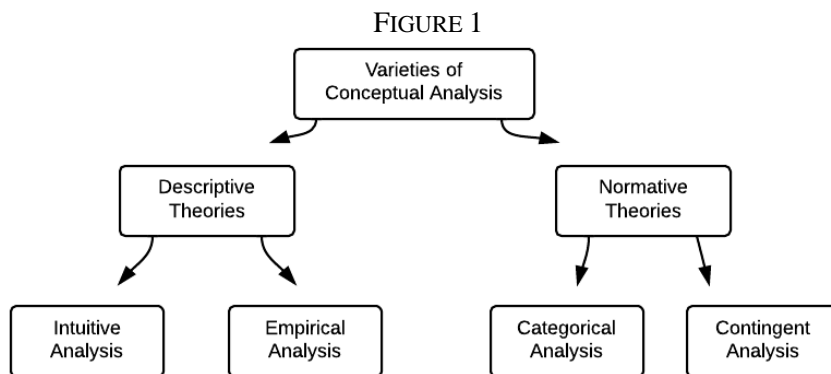 FIGURE 1
Varieties of
Conceptual Analysis
Descriptive
Theories
Normative
Theories
Intuitive
Analysis
Empirical
Analysis
Categorical
Analysis
Contingent
Analysis